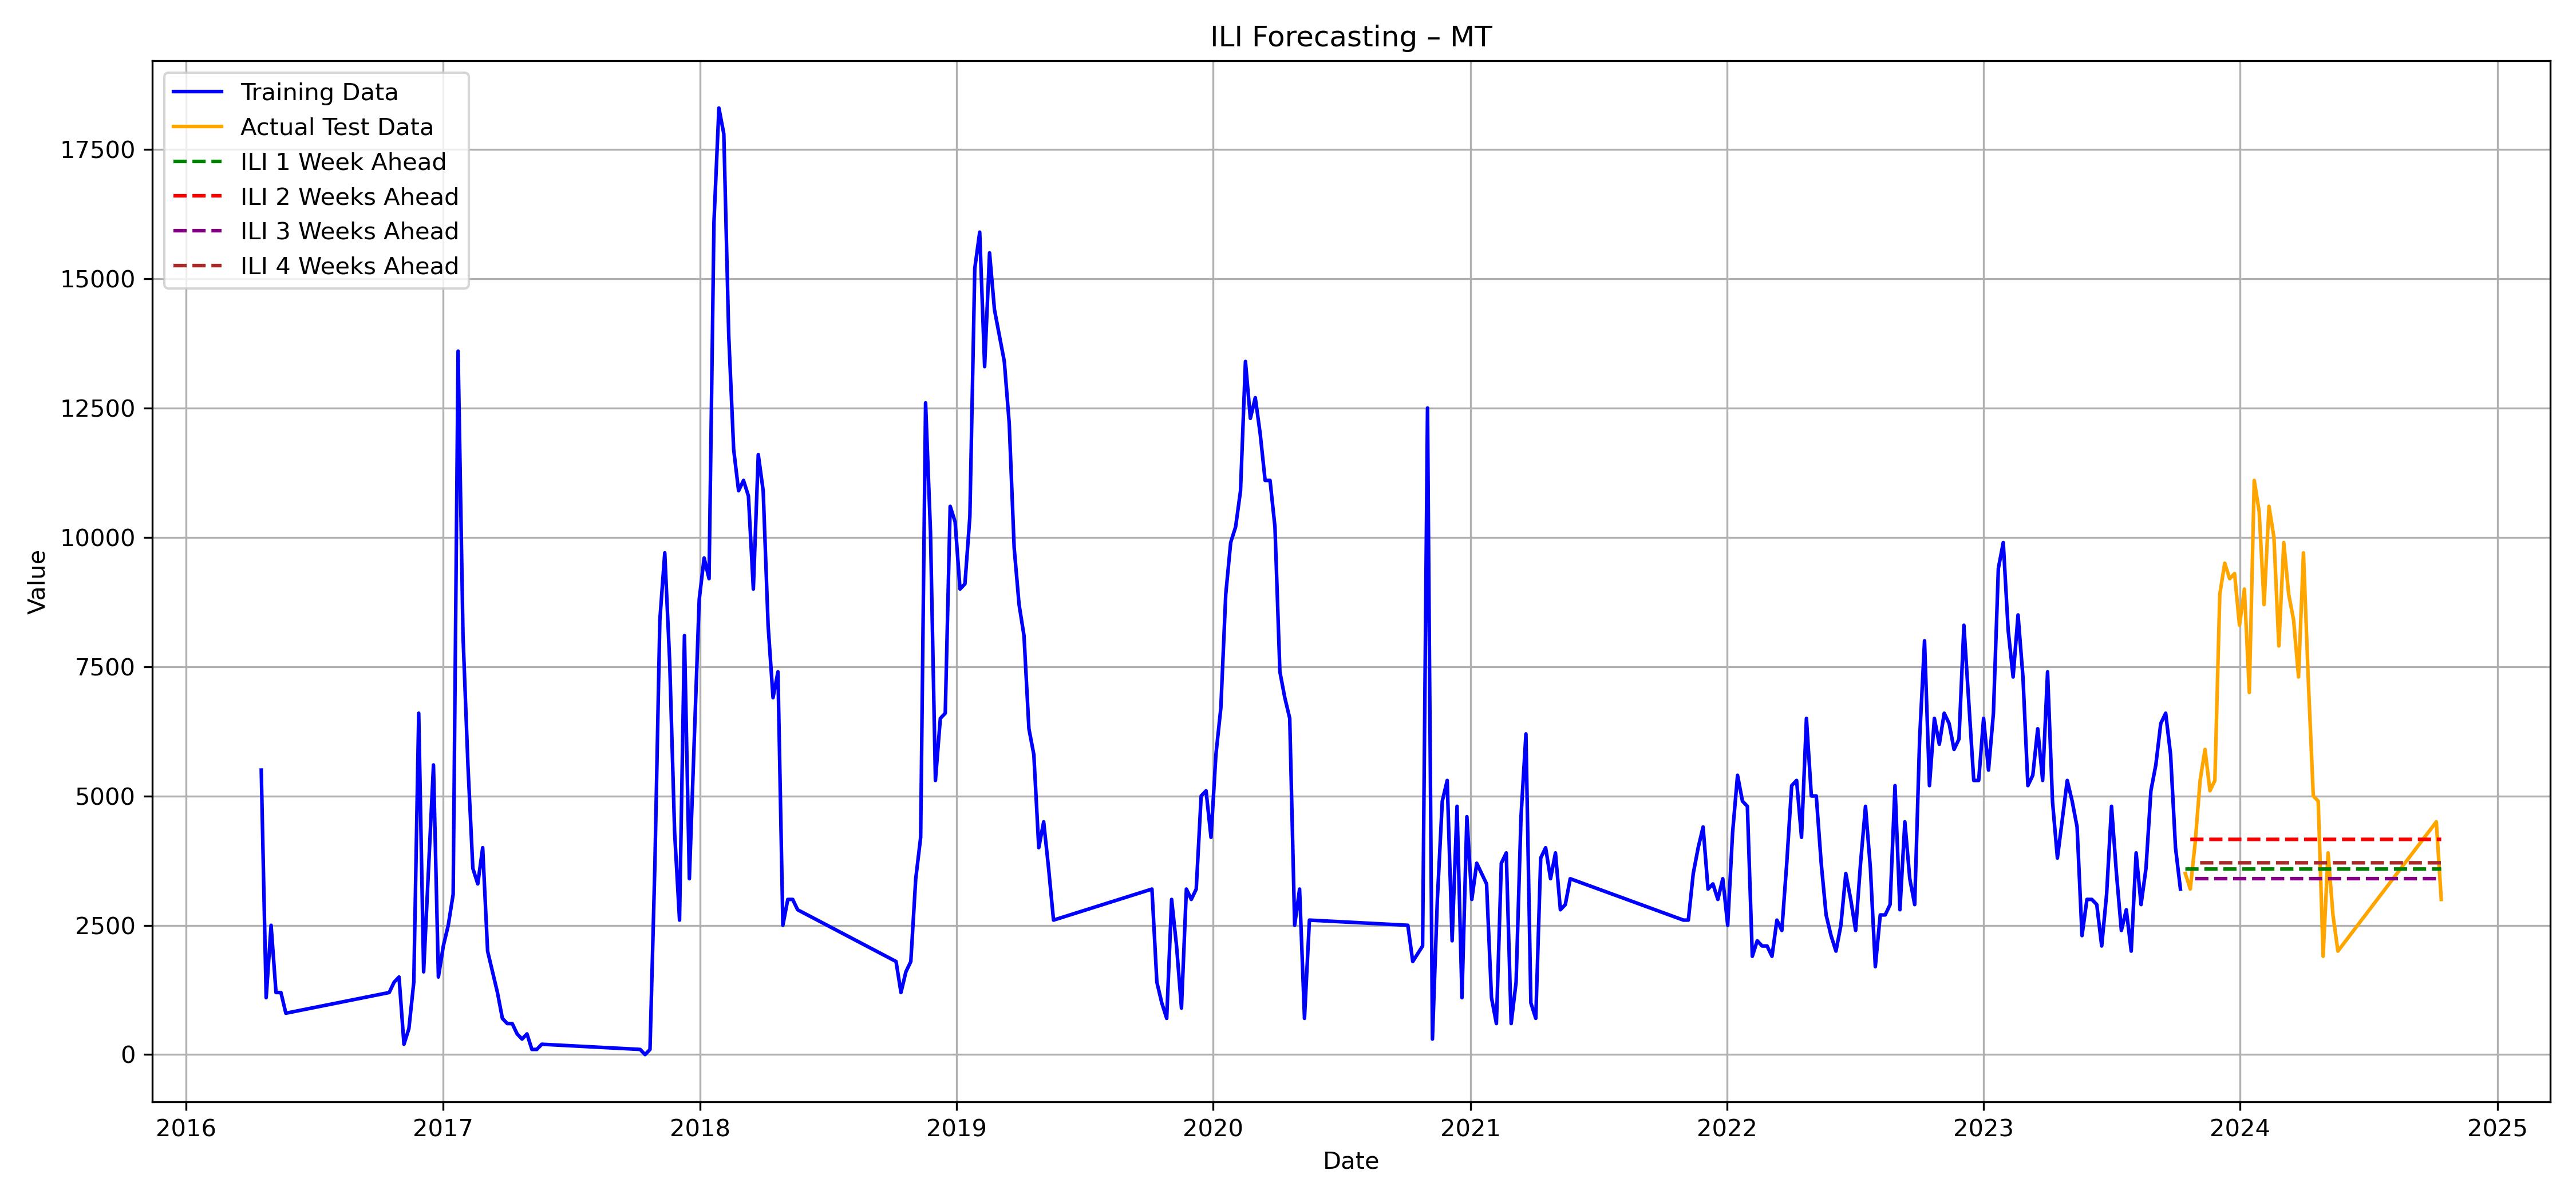 ILI Forecasting – MT
Training Data
Actual Test Data
ILI 1 Week Ahead
ILI 2 Weeks Ahead
ILI 3 Weeks Ahead
ILI 4 Weeks Ahead
17500
15000
12500
10000
7500
5000
2500
0
Value
2016 2017 2018 2019 2020 2021 2022 2023 2024 2025
Date